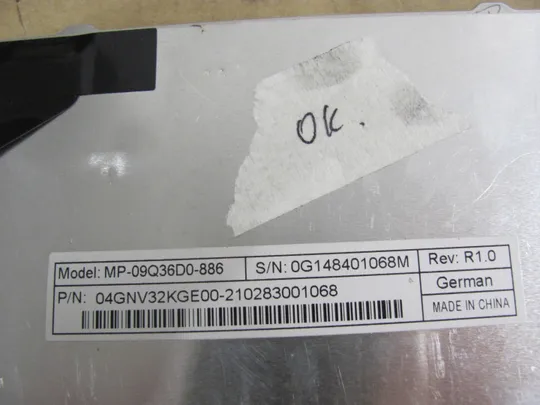 OK.
Model: MP-09Q36D0-886
S/N: 0G148401068M
Rev: R1.0
P/N: 04GNV32KGE00-210283001068
German
MADE IN CHINA